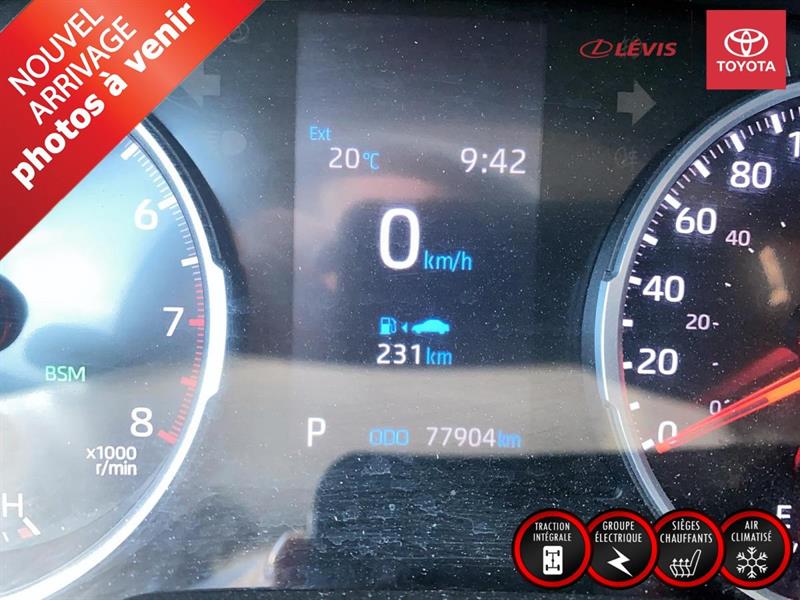 NOUVEL
ARRIVAGE
photos à venir
LÉVIS
TOYOTA
Ext
20°C
9:42
0 km/h
231 km
P
ODO 77904 km
6
7
8
x1000
r/min
BSM
H
80
60
40
20
0
40
20
0
E
TRACTION
INTÉGRALE
GROUPE
ÉLECTRIQUE
SIÈGES
CHAUFFANTS
AIR
CLIMATISÉ